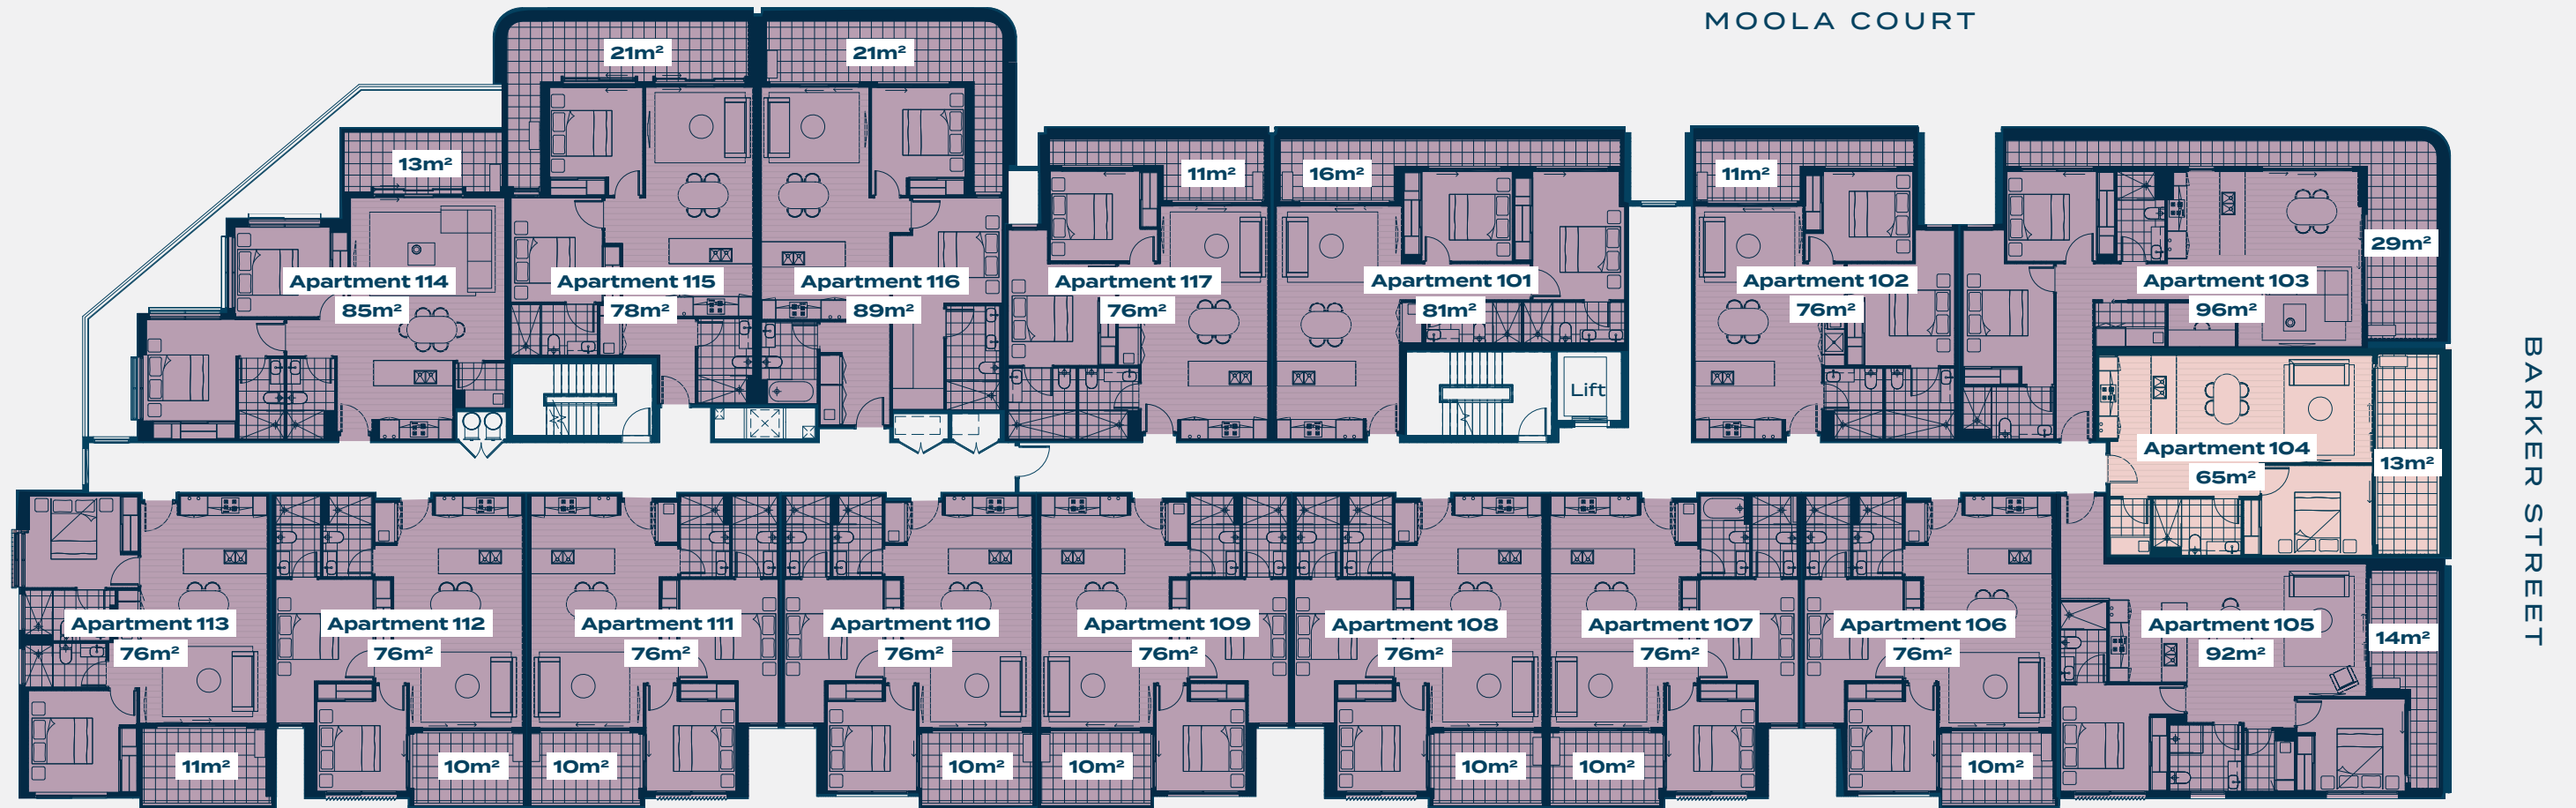 MOOLA COURT
21m²
21m²
13m²
11m²
16m²
11m²
29m²
Apartment 114
85m²
Apartment 115
78m²
Apartment 116
89m²
Apartment 117
76m²
Apartment 101
81m²
Apartment 102
76m²
Apartment 103
96m²
Lift
Apartment 104
65m²
13m²
BARKER STREET
Apartment 113
76m²
Apartment 112
76m²
Apartment 111
76m²
Apartment 110
76m²
Apartment 109
76m²
Apartment 108
76m²
Apartment 107
76m²
Apartment 106
76m²
Apartment 105
92m²
14m²
11m²
10m²
10m²
10m²
10m²
10m²
10m²
10m²